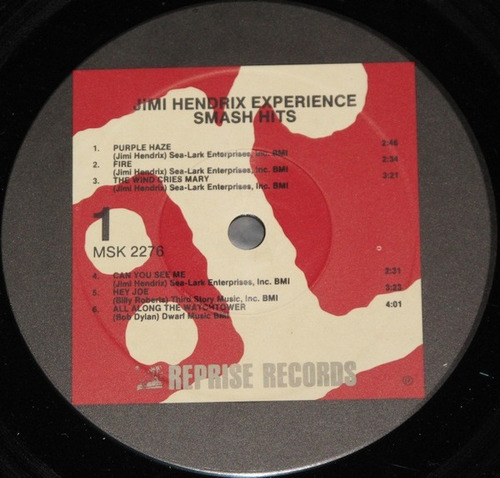 JIMI HENDRIX EXPERIENCE
SMASH HITS
1. PURPLE HAZE 2:46
(Jimi Hendrix) Sea-Lark Enterprises, Inc. BMI
2. FIRE 2:34
(Jimi Hendrix) Sea-Lark Enterprises, Inc. BMI
3. THE WIND CRIES MARY 3:21
(Jimi Hendrix) Sea-Lark Enterprises, Inc. BMI
1
MSK 2276
4. CAN YOU SEE ME 2:31
(Jimi Hendrix) Sea-Lark Enterprises, Inc. BMI
5. HEY JOE 3:23
(Billy Roberts) Third Story Music, Inc. BMI
6. ALL ALONG THE WATCHTOWER 4:01
(Bob Dylan) Dwarf Music
REPRISE RECORDS